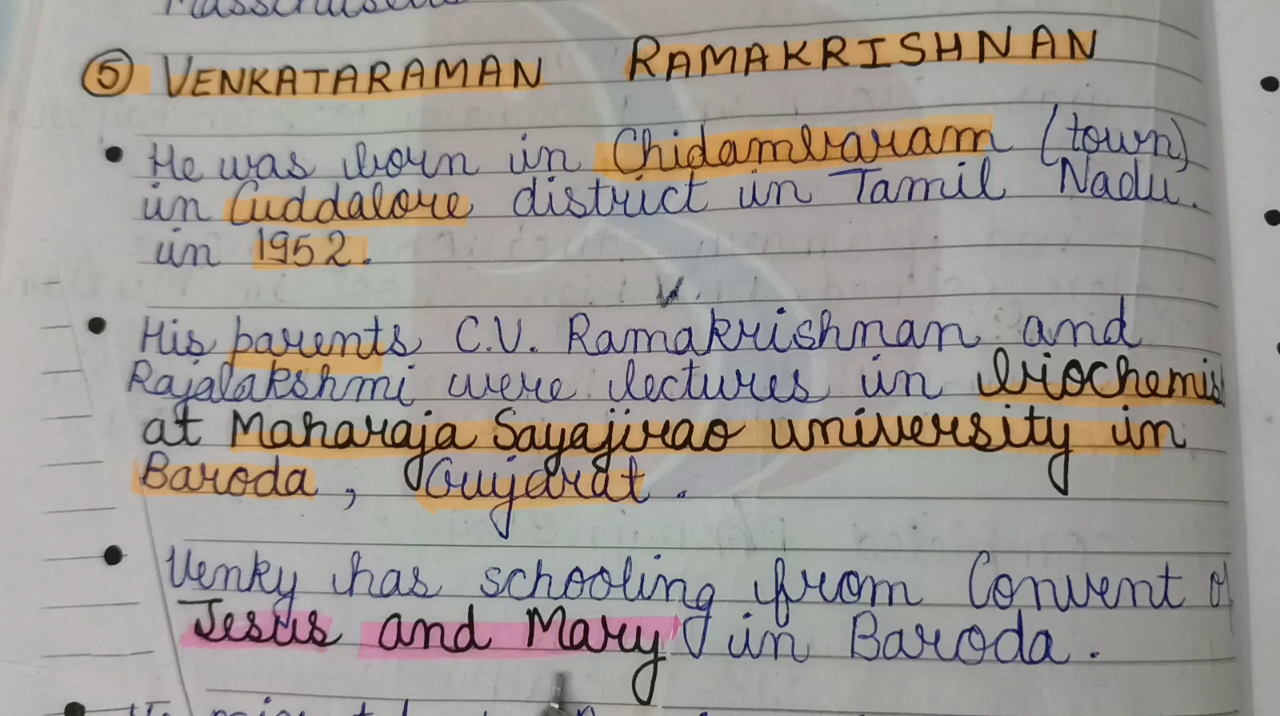 ⑤ VENKATARAMAN RAMAKRISHNAN
• He was born in Chidambaram (town)
in Cuddalore district in Tamil Nadu.
in 1952.
• His parents C.V. Ramakrishnan and
Rajalakshmi were lectures in biochemis
at Maharaja Sayajirao university in
Baroda, Gujarat.
• Venky has schooling from Convent of
Jesus and Mary in Baroda.